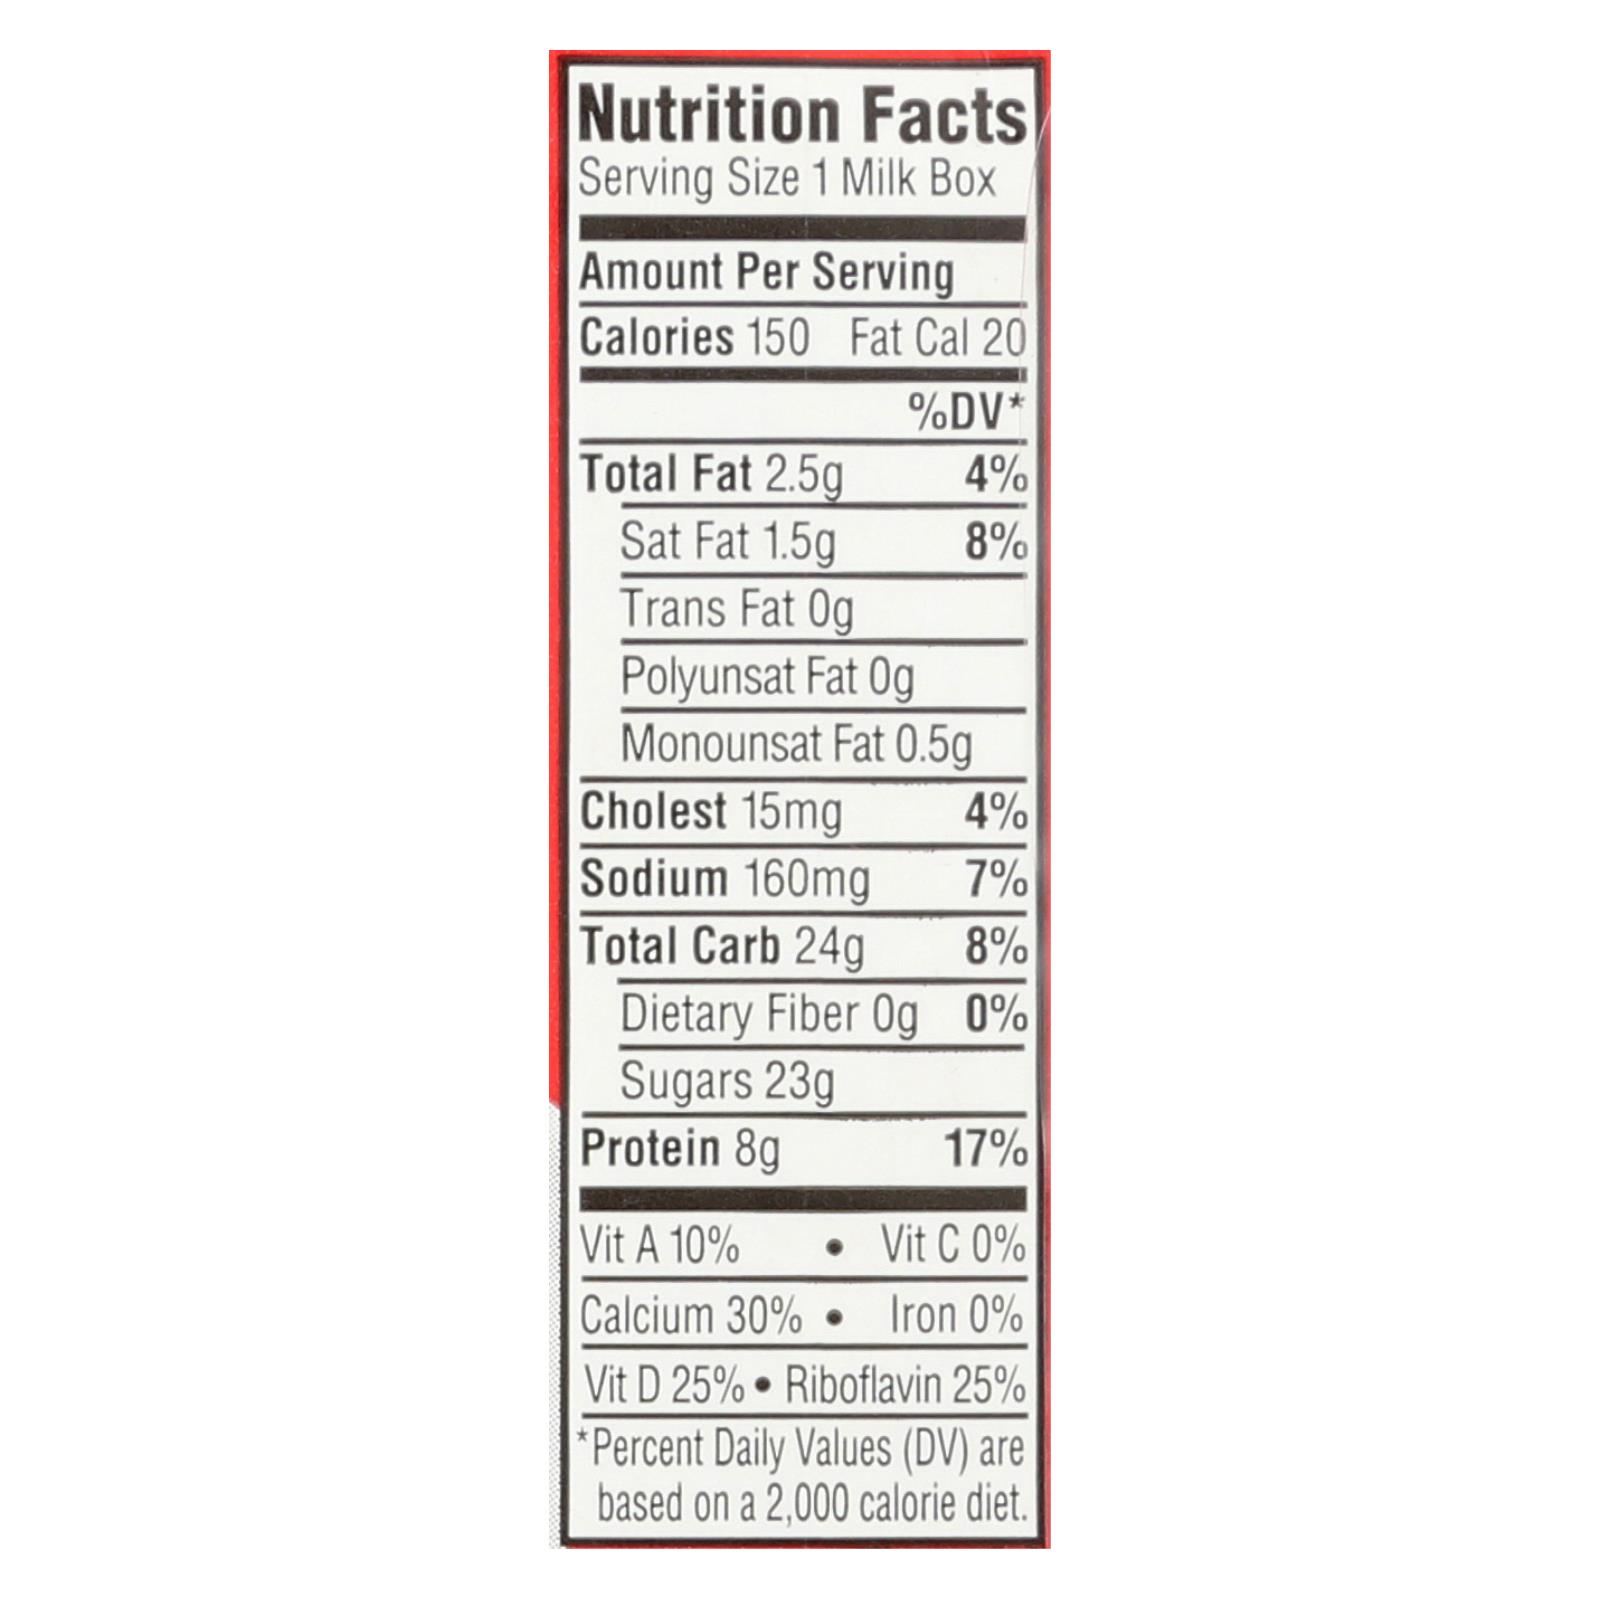 Nutrition Facts
Serving Size 1 Milk Box
Amount Per Serving
Calories 150 Fat Cal 20
%DV*
Total Fat 2.5g 4%
Sat Fat 1.5g 8%
Trans Fat 0g
Polyunsat Fat 0g
Monounsat Fat 0.5g
Cholest 15mg 4%
Sodium 160mg 7%
Total Carb 24g 8%
Dietary Fiber 0g 0%
Sugars 23g
Protein 8g 17%
Vit A 10% • Vit C 0%
Calcium 30% • Iron 0%
Vit D 25% • Riboflavin 25%
*Percent Daily Values (DV) are
based on a 2,000 calorie diet.